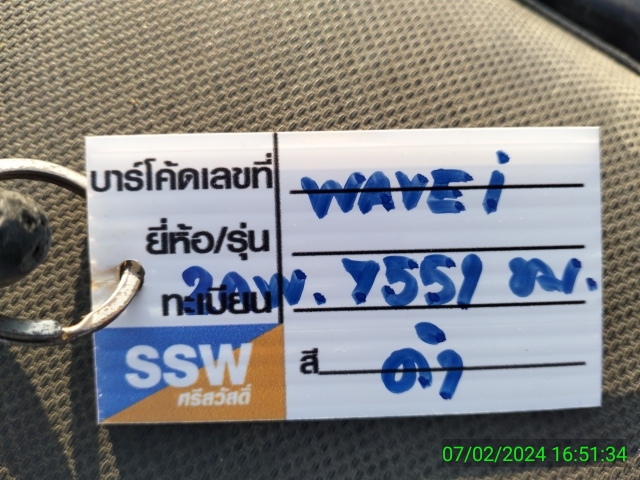 บาร์โค้ดเลขที่ WAVE i
ยี่ห้อ/รุ่น
ทะเบียน 7551 ชม.
SSW
ศรีสวัสดิ์
สี ดำ
07/02/2024 16:51:34